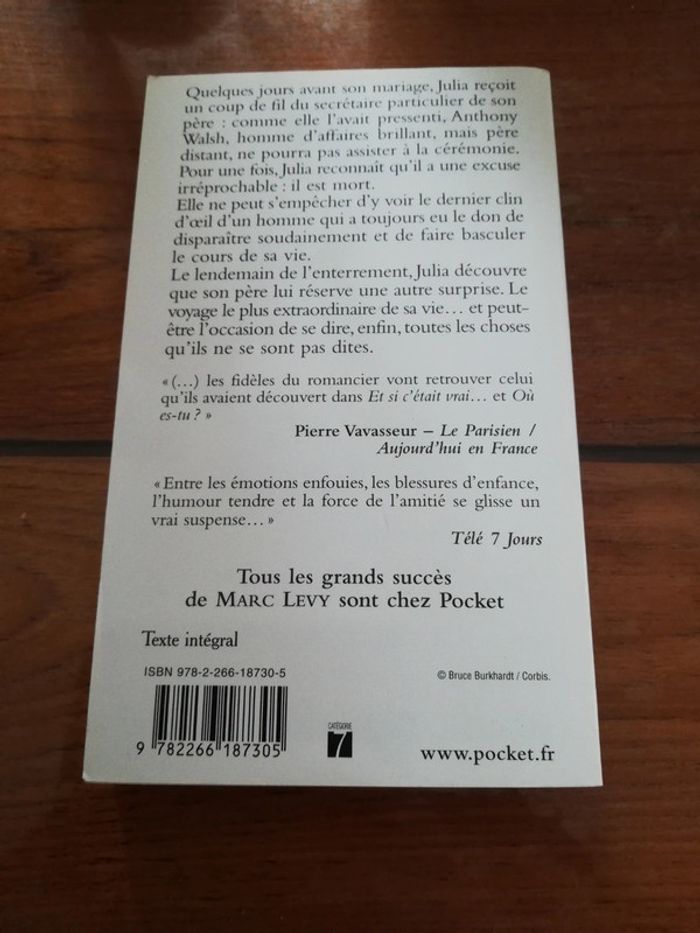 Quelques jours avant son mariage, Julia reçoit
un coup de fil du secrétaire particulier de son
père : comme elle l'avait pressenti, Anthony
Walsh, homme d'affaires brillant, mais père
distant, ne pourra pas assister à la cérémonie.
Pour une fois, Julia reconnaît qu'il a une excuse
irréprochable : il est mort.
Elle ne peut s'empêcher d'y voir le dernier clin
d'œil d'un homme qui a toujours eu le don de
disparaître soudainement et de faire basculer
le cours de sa vie.
Le lendemain de l'enterrement, Julia découvre
que son père lui réserve une autre surprise. Le
voyage le plus extraordinaire de sa vie… et peut-
être l'occasion de se dire, enfin, toutes les choses
qu'ils ne se sont pas dites.
« (…) les fidèles du romancier vont retrouver celui
qu'ils avaient découvert dans Et si c'était vrai… et Où
es-tu ? »
Pierre Vavasseur – Le Parisien /
Aujourd'hui en France
« Entre les émotions enfouies, les blessures d'enfance,
l'humour tendre et la force de l'amitié se glisse un
vrai suspense… »
Télé 7 Jours
Tous les grands succès
de MARC LEVY sont chez Pocket
Texte intégral
ISBN 978-2-266-18730-5
© Bruce Burkhardt / Corbis.
9 782266 187305
CATÉGORIE
7
www.pocket.fr